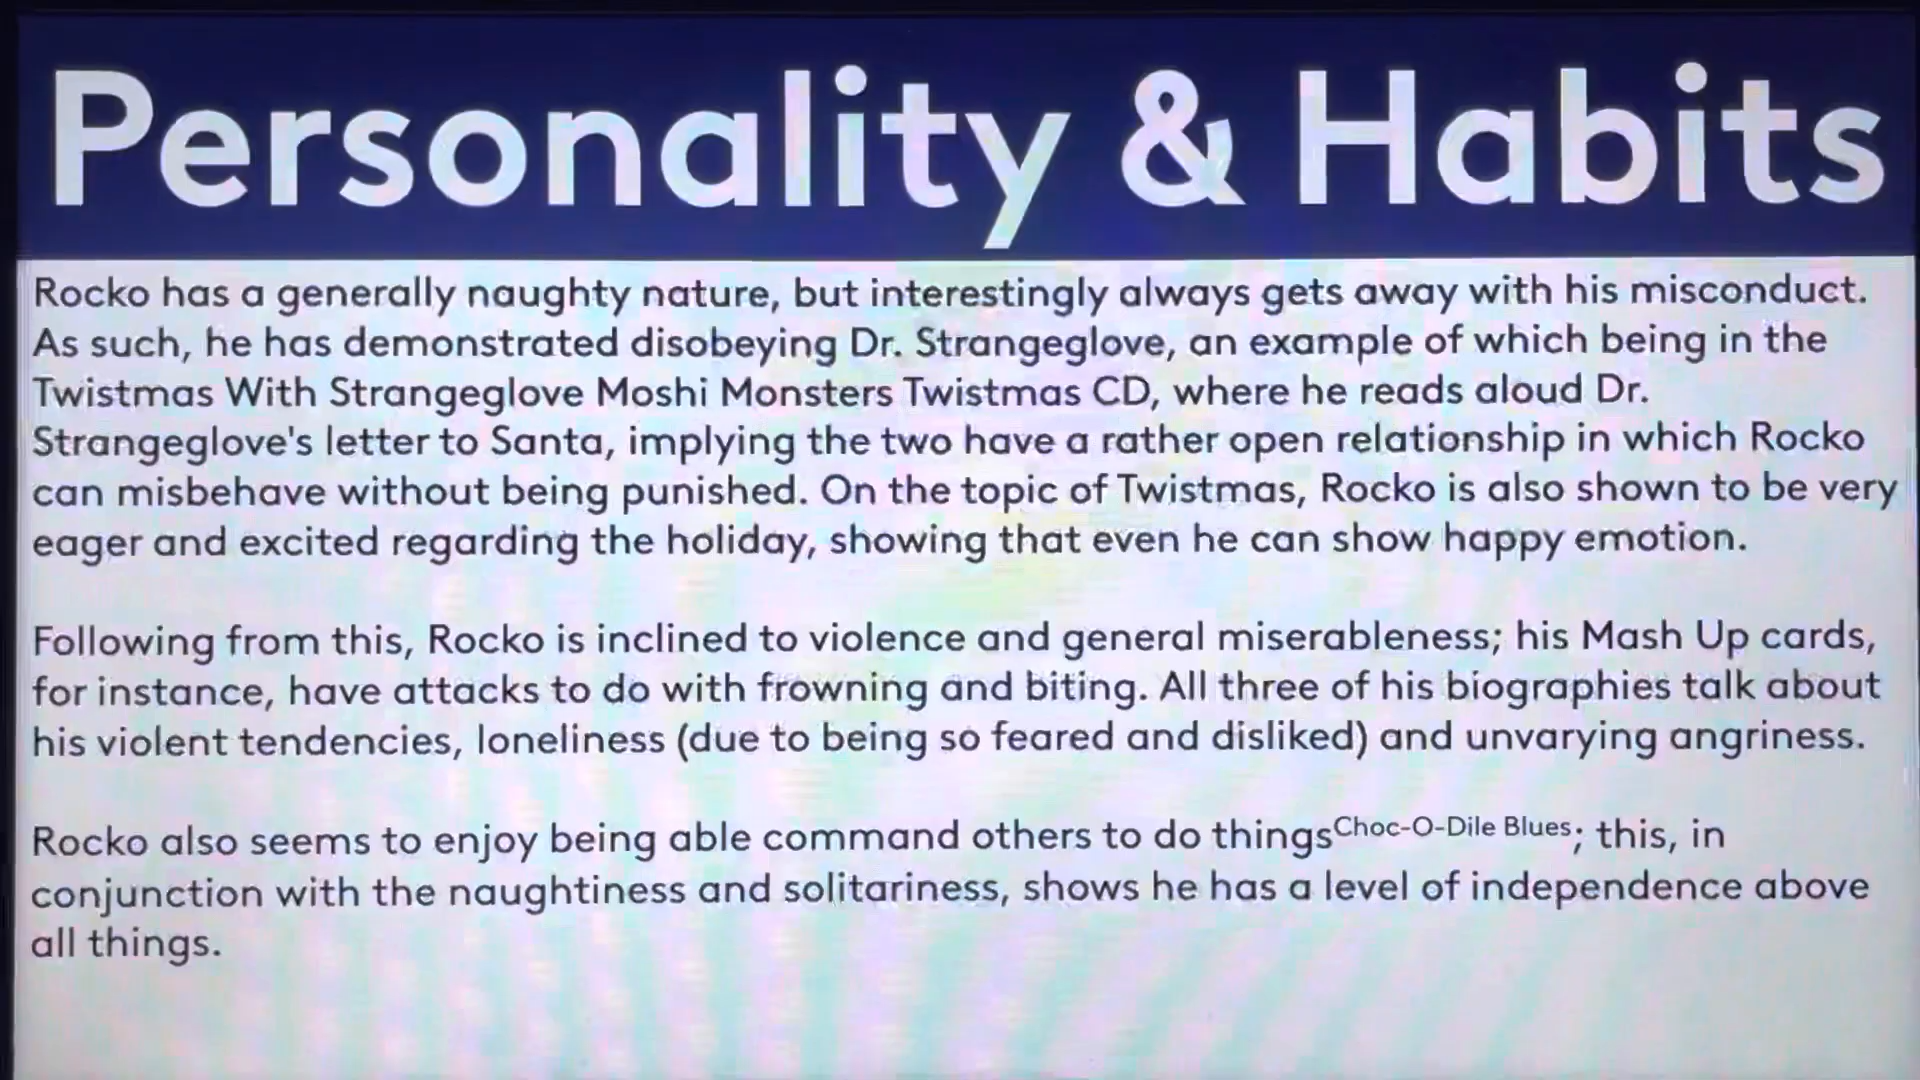 Personality & Habits
Rocko has a generally naughty nature, but interestingly always gets away with his misconduct.
As such, he has demonstrated disobeying Dr. Strangeglove, an example of which being in the
Twistmas With Strangeglove Moshi Monsters Twistmas CD, where he reads aloud Dr.
Strangeglove's letter to Santa, implying the two have a rather open relationship in which Rocko
can misbehave without being punished. On the topic of Twistmas, Rocko is also shown to be very
eager and excited regarding the holiday, showing that even he can show happy emotion.
Following from this, Rocko is inclined to violence and general miserableness; his Mash Up cards,
for instance, have attacks to do with frowning and biting. All three of his biographies talk about
his violent tendencies, loneliness (due to being so feared and disliked) and unvarying angriness.
Rocko also seems to enjoy being able command others to do thingsChoc-O-Dile Blues; this, in
conjunction with the naughtiness and solitariness, shows he has a level of independence above
all things.